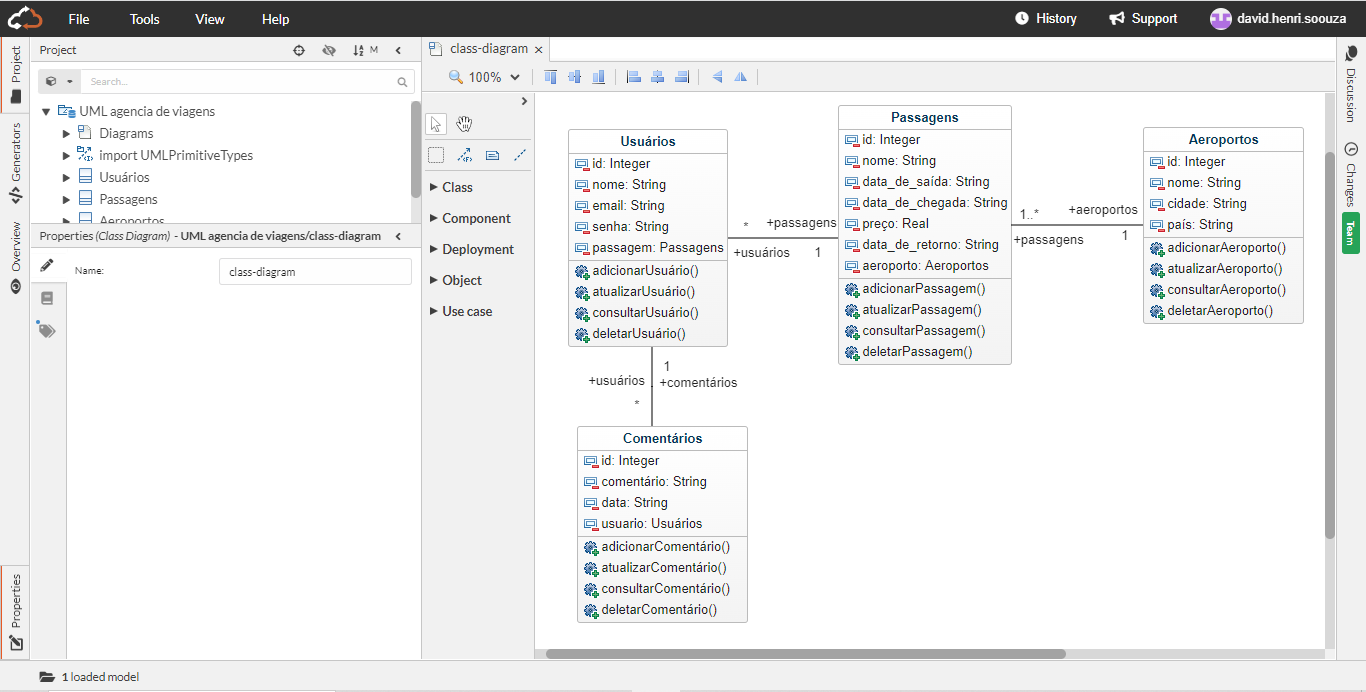 File Tools View Help History Support david.henri.soouza
Project
Generators
Overview
Properties
Project M
Search...
UML agencia de viagens
Diagrams
import UMLPrimitiveTypes
Usuários
Passagens
Aeroportos
Properties (Class Diagram) - UML agencia de viagens/class-diagram
Name: class-diagram
class-diagram ×
100%
Class
Component
Deployment
Object
Use case
Usuários
id: Integer
nome: String
email: String
senha: String
passagem: Passagens
adicionarUsuário()
atualizarUsuário()
consultarUsuário()
deletarUsuário()
* +passagens
+usuários 1
Passagens
id: Integer
nome: String
data_de_saída: String
data_de_chegada: String
preço: Real
data_de_retorno: String
aeroporto: Aeroportos
adicionarPassagem()
atualizarPassagem()
consultarPassagem()
deletarPassagem()
1..* +aeroportos
+passagens 1
Aeroportos
id: Integer
nome: String
cidade: String
país: String
adicionarAeroporto()
atualizarAeroporto()
consultarAeroporto()
deletarAeroporto()
1
+usuários +comentários
*
Comentários
id: Integer
comentário: String
data: String
usuario: Usuários
adicionarComentário()
atualizarComentário()
consultarComentário()
deletarComentário()
Discussion
Changes
Team
1 loaded model